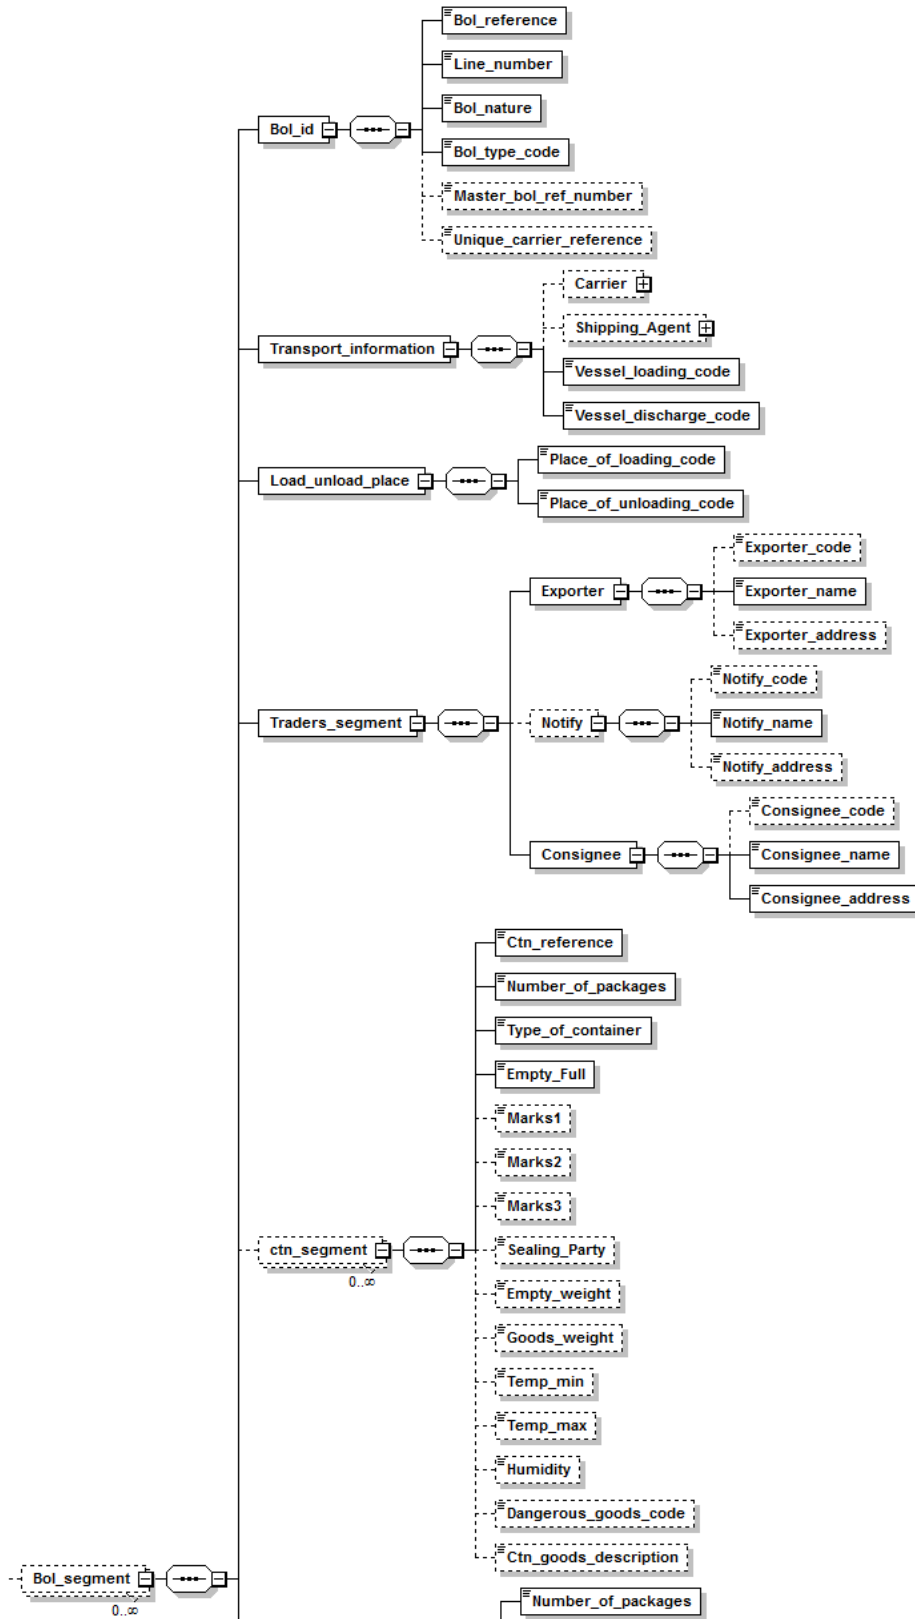 Bol_reference
Line_number
Bol_nature
Bol_id
Bol_type_code
Master_bol_ref_number
Unique_carrier_reference
Carrier
Shipping_Agent
Transport_information
Vessel_loading_code
Vessel_discharge_code
Place_of_loading_code
Load_unload_place
Place_of_unloading_code
Exporter_code
Exporter
Exporter_name
Exporter_address
Notify_code
Traders_segment
Notify
Notify_name
Notify_address
Consignee_code
Consignee
Consignee_name
Consignee_address
Ctn_reference
Number_of_packages
Type_of_container
Empty_Full
Marks1
Marks2
Marks3
ctn_segment
0..∞
Sealing_Party
Empty_weight
Goods_weight
Temp_min
Temp_max
Humidity
Dangerous_goods_code
Ctn_goods_description
Bol_segment
0..∞
Number_of_packages